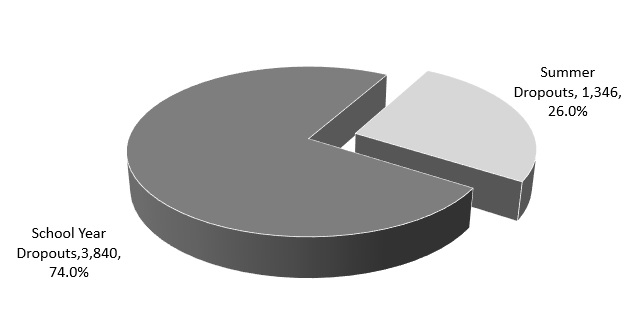 Summer
Dropouts, 1,346,
26.0%
School Year
Dropouts,3,840,
74.0%